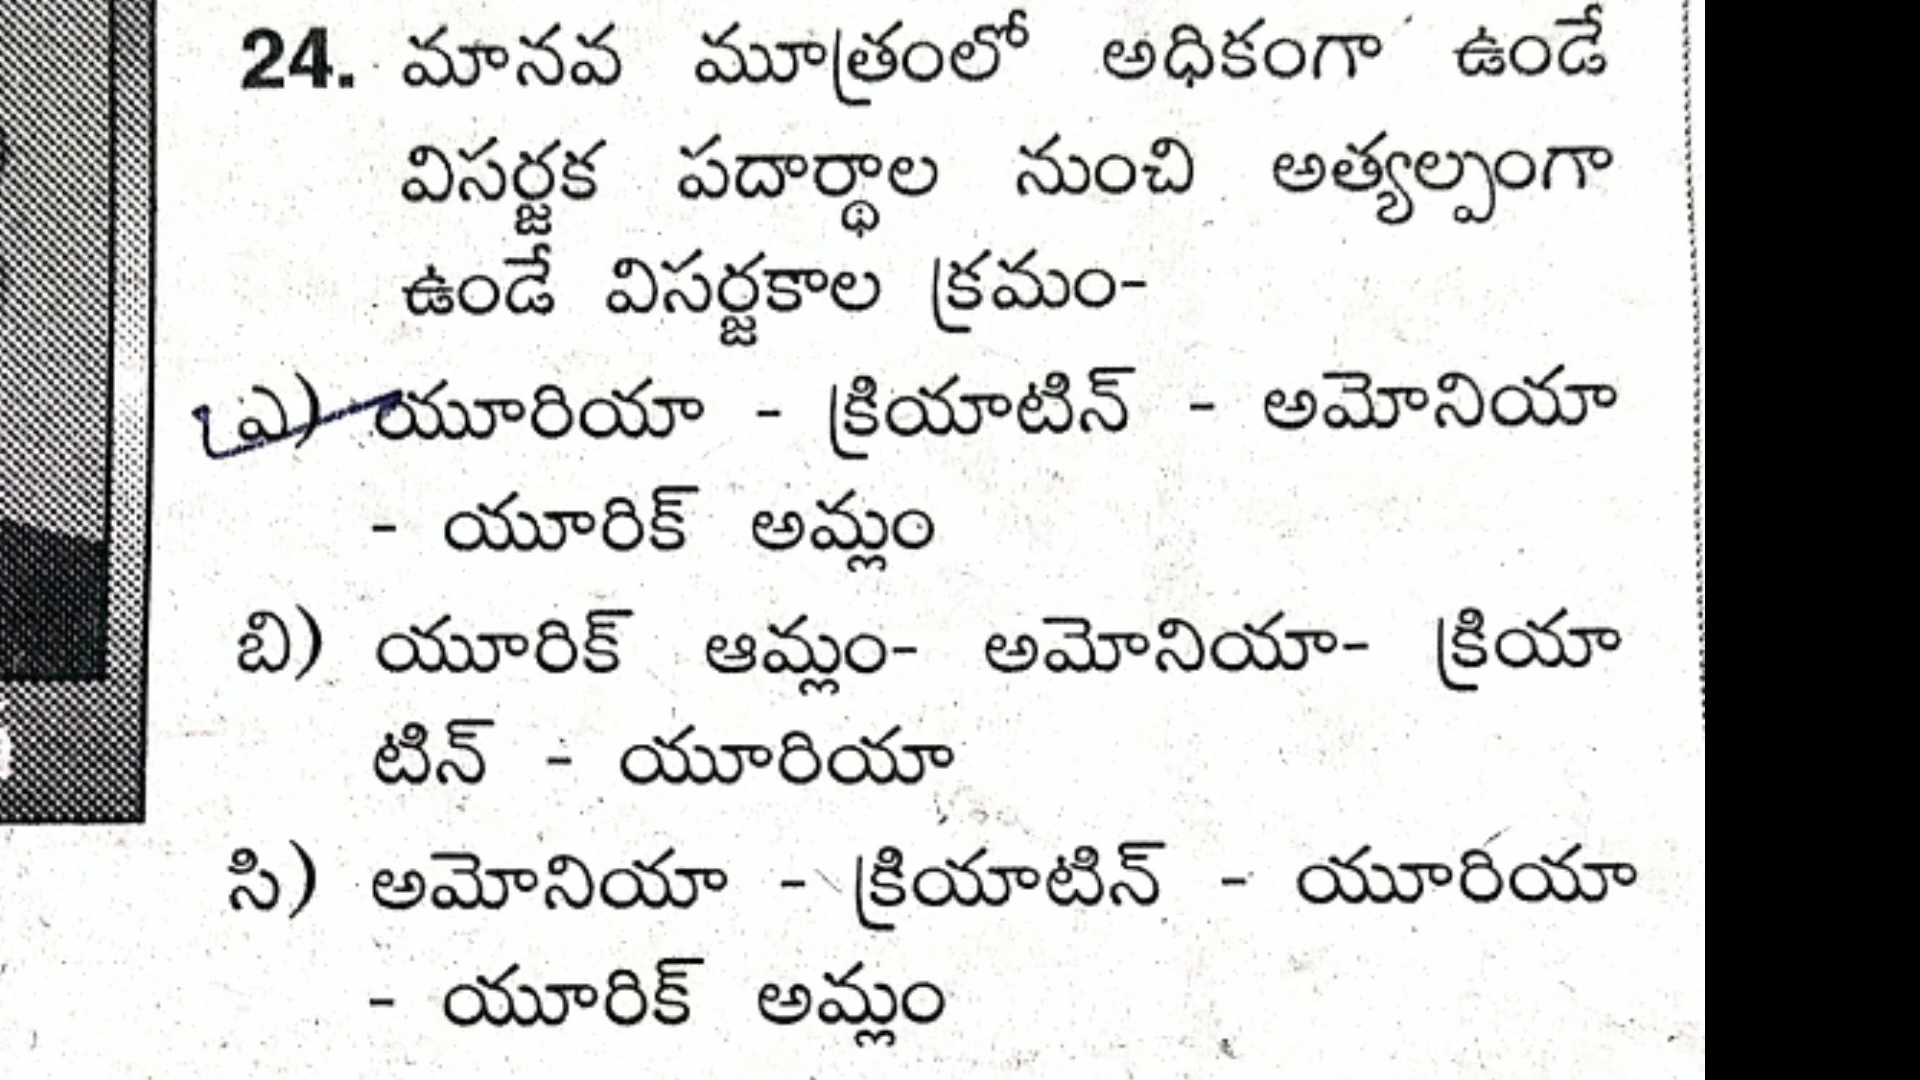 24. మానవ మూత్రంలో అధికంగా ఉండే
విసర్జక పదార్థాల నుంచి అత్యల్పంగా
ఉండే విసర్జకాల క్రమం-
ఎ) యూరియా - క్రియాటిన్ - అమోనియా
- యూరిక్ అమ్లం
బి) యూరిక్ ఆమ్లం- అమోనియా- క్రియా
టిన్ - యూరియా
సి) అమోనియా - క్రియాటిన్ - యూరియా
- యూరిక్ అమ్లం